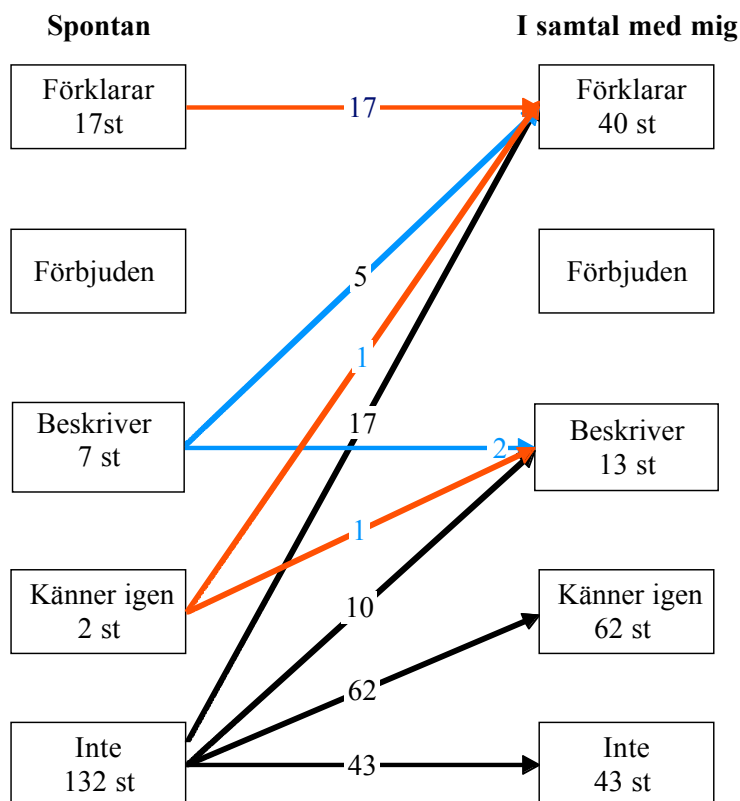 Spontan
I samtal med mig
Förklarar
17st
17
Förklarar
40 st
Förbjuden
5
Förbjuden
1
17
Beskriver
7 st
2
Beskriver
13 st
1
Känner igen
2 st
10
Känner igen
62 st
62
Inte
132 st
43
Inte
43 st